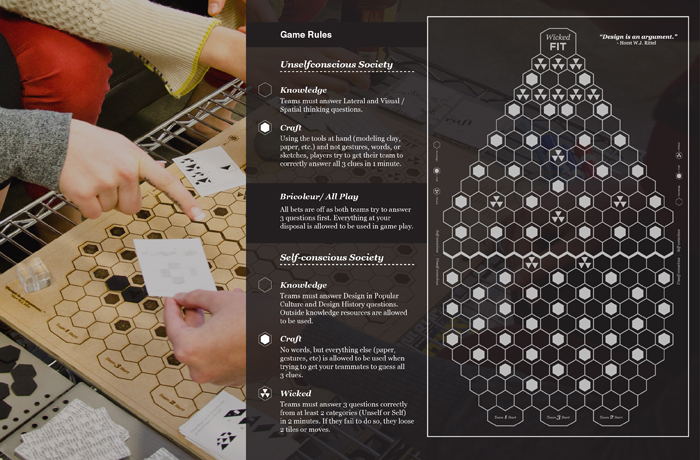 Game Rules
Unselfconscious Society
Knowledge
Teams must answer Lateral and Visual /
Spatial thinking questions.
Craft
Using the tools at hand (modeling clay,
paper, etc.) and not gestures, words, or
sketches, players try to get their team to
correctly answer all 3 clues in 1 minute.
Bricoleur/ All Play
All bets are off as both teams try to answer
3 questions first. Everything at your
disposal is allowed to be used in game play.
Self-conscious Society
Knowledge
Teams must answer Design in Popular
Culture and Design History questions.
Outside knowledge resources are allowed
to be used.
Craft
No words, but everything else (paper,
gestures, etc) is allowed to be used when
trying to get your teammates to guess all
3 clues.
Wicked
Teams must answer 3 questions correctly
from at least 2 categories (Unself or Self)
in 2 minutes. If they fail to do so, they loose
2 tiles or moves.
Wicked
FIT
"Design is an argument."
- Horst W.J. Rittel
Team 1 Start
Team 3 Start
Team 2 Start